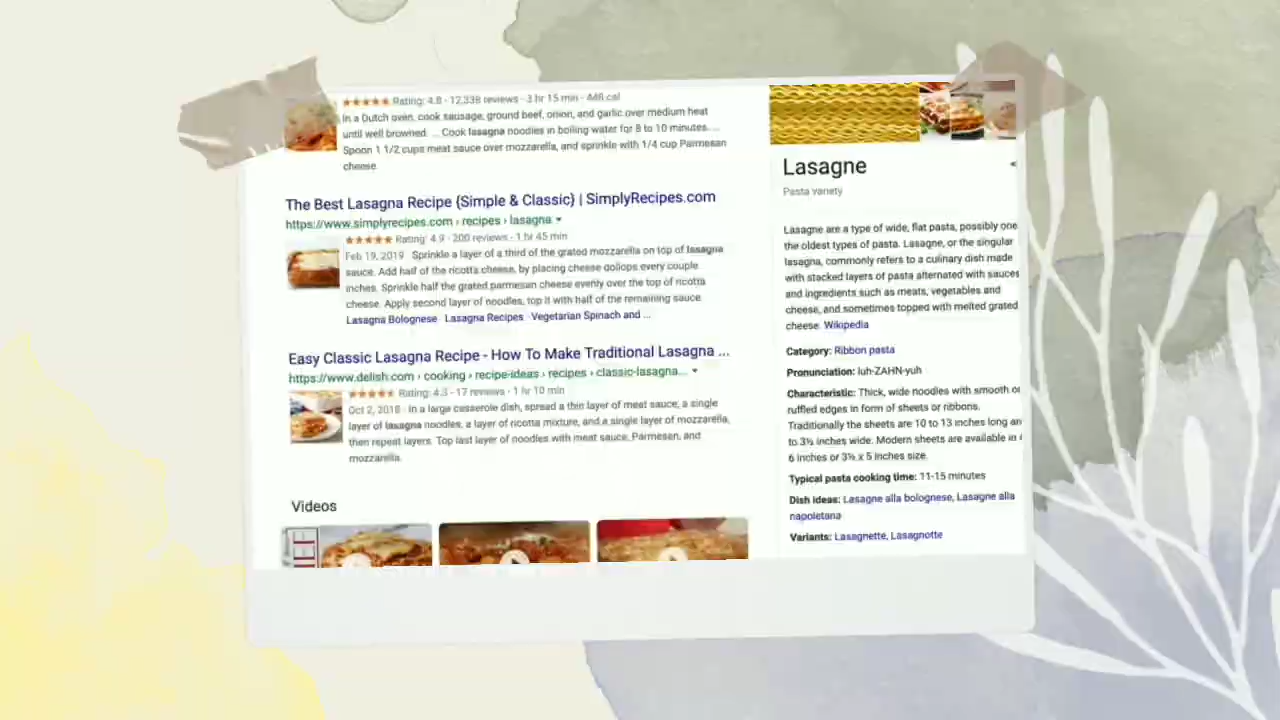 Rating: 4.8 - 12,338 reviews - 3 hr 15 min - 448 cal
In a Dutch oven, cook sausage, ground beef, onion, and garlic over medium heat
until well browned. ... Cook lasagna noodles in boiling water for 8 to 10 minutes. ...
Spoon 1 1/2 cups meat sauce over mozzarella, and sprinkle with 1/4 cup Parmesan
cheese.
The Best Lasagna Recipe {Simple & Classic} | SimplyRecipes.com
https://www.simplyrecipes.com › recipes › lasagna
Rating: 4.9 - 200 reviews - 1 hr 45 min
Feb 19, 2019 - Sprinkle a layer of a third of the grated mozzarella on top of lasagna
sauce. Add half of the ricotta cheese, by placing cheese dollops every couple
inches. Sprinkle half the grated parmesan cheese evenly over the top of ricotta
cheese. Apply second layer of noodles, top it with half of the remaining sauce
Lasagna Bolognese · Lasagna Recipes · Vegetarian Spinach and ...
Easy Classic Lasagna Recipe - How To Make Traditional Lasagna ...
https://www.delish.com › cooking › recipe-ideas › recipes › classic-lasagna...
Rating: 4.3 - 17 reviews - 1 hr 10 min
Oct 2, 2018 - In a large casserole dish, spread a thin layer of meat sauce, a single
layer of lasagna noodles, a layer of ricotta mixture, and a single layer of mozzarella,
then repeat layers. Top last layer of noodles with meat sauce, Parmesan, and
mozzarella.
Videos
Lasagne
Pasta variety
Lasagne are a type of wide, flat pasta, possibly one
the oldest types of pasta. Lasagne, or the singular
lasagna, commonly refers to a culinary dish made
with stacked layers of pasta alternated with sauces
and ingredients such as meats, vegetables and
cheese, and sometimes topped with melted grated
cheese. Wikipedia
Category: Ribbon pasta
Pronunciation: luh-ZAHN-yuh
Characteristic: Thick, wide noodles with smooth or
ruffled edges in form of sheets or ribbons.
Traditionally the sheets are 10 to 13 inches long an
to 3½ inches wide. Modern sheets are available in
6 inches or 3½ x 5 inches size.
Typical pasta cooking time: 11-15 minutes
Dish ideas: Lasagne alla bolognese, Lasagne alla
napoletana
Variants: Lasagnette, Lasagnotte